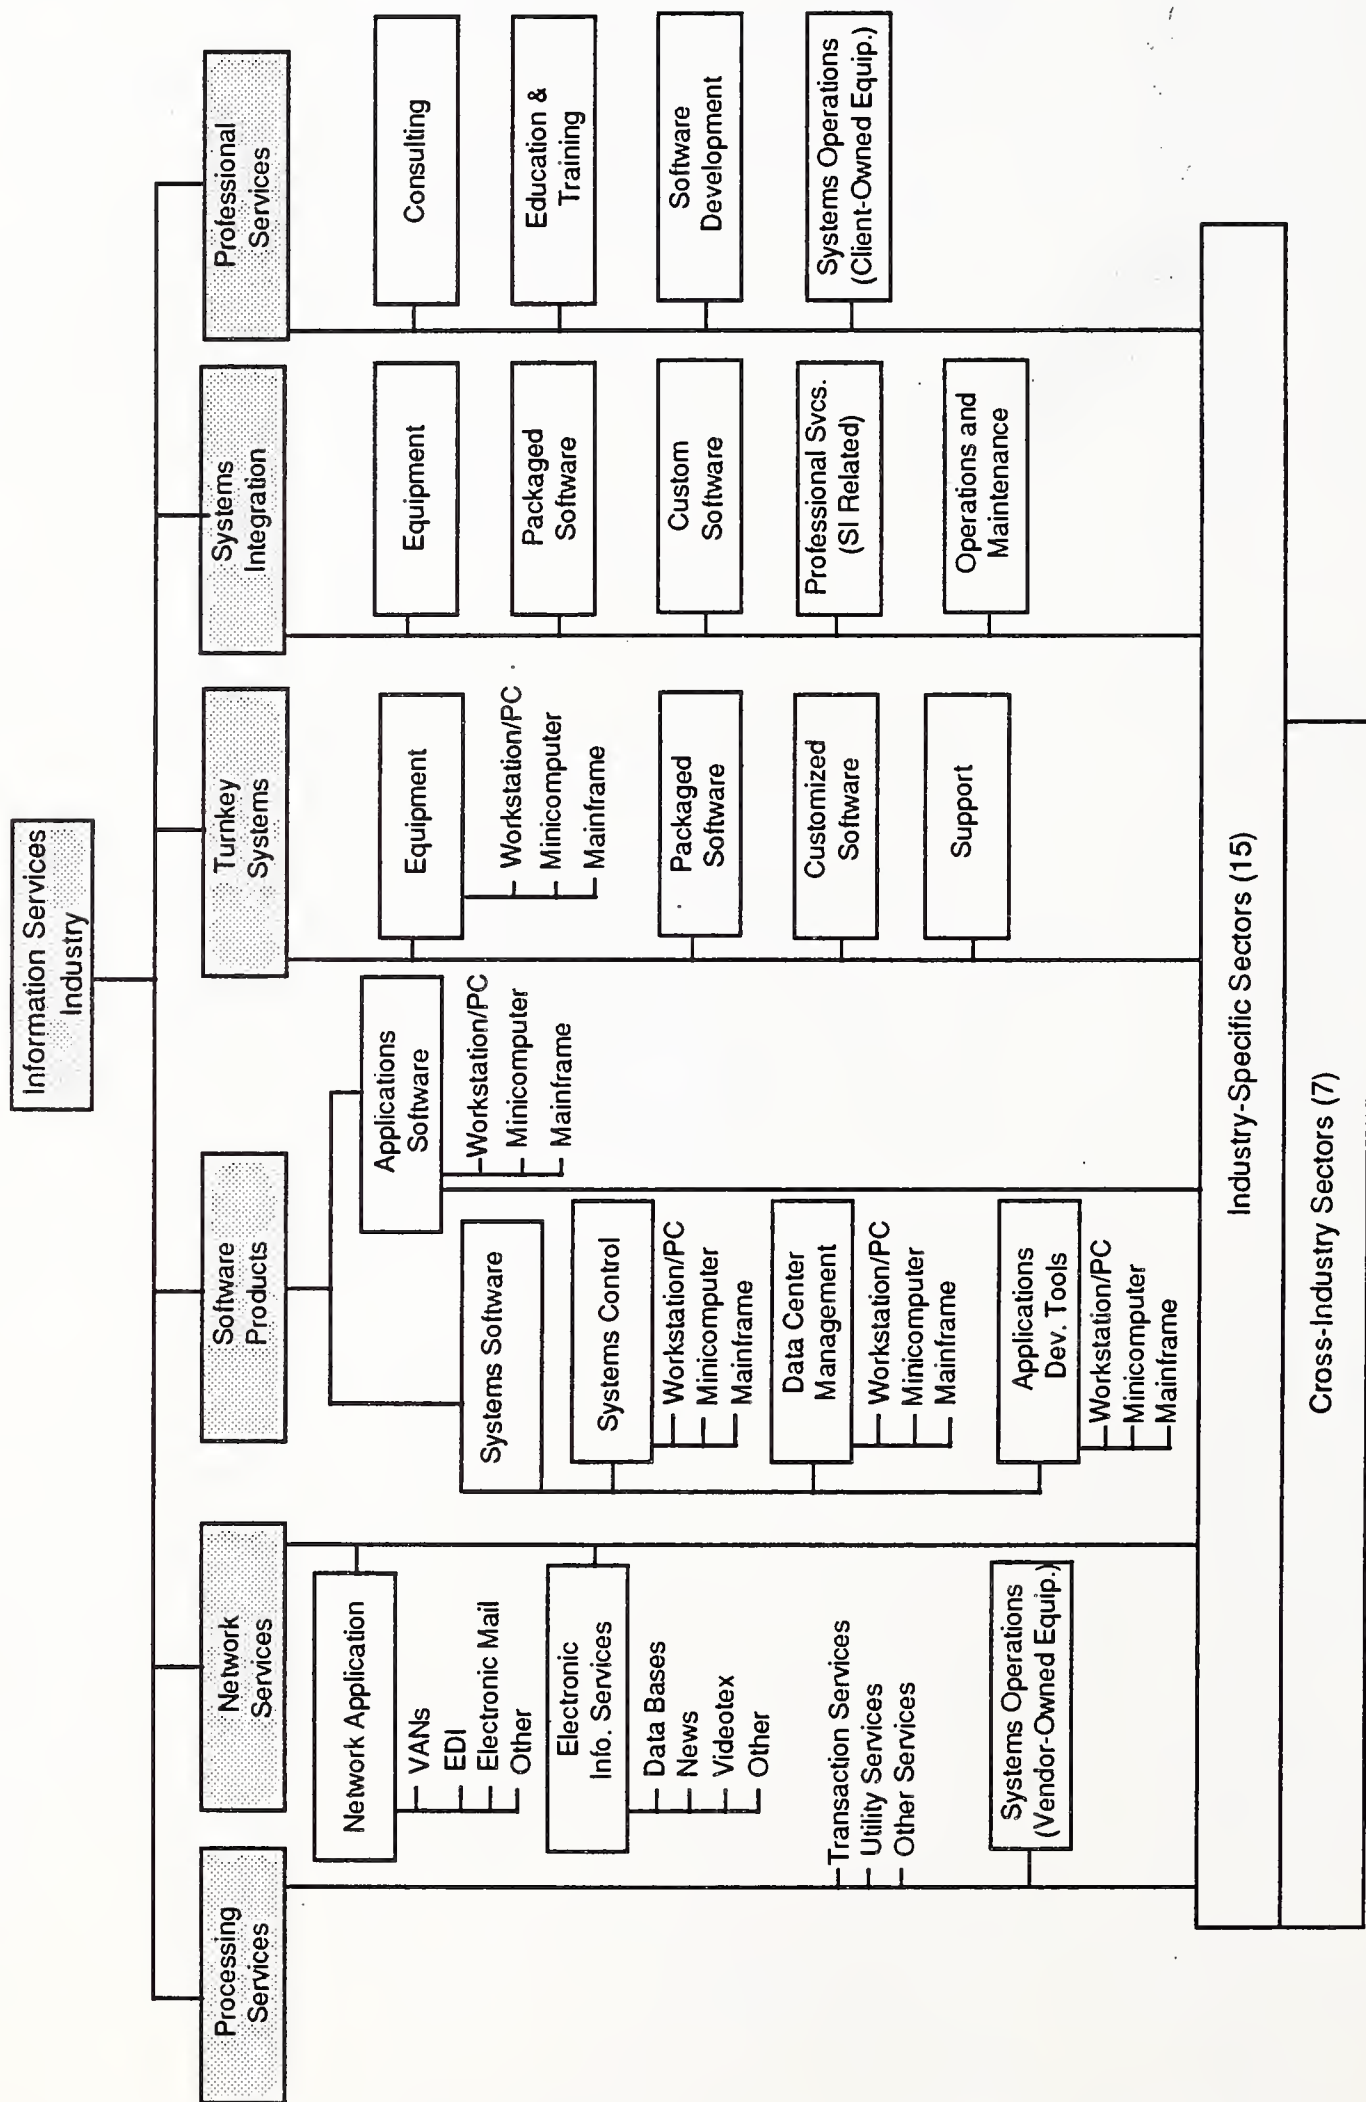 Information Services
Industry
Processing
Services
Network
Services
Software
Products
Turnkey
Systems
Systems
Integration
Professional
Services
Transaction Services
Utility Services
Other Services
Systems Operations
(Vendor-Owned Equip.)
Network Application
VANs
EDI
Electronic Mail
Other
Electronic
Info. Services
Data Bases
News
Videotex
Other
Systems Software
Systems Control
Workstation/PC
Minicomputer
Mainframe
Data Center
Management
Workstation/PC
Minicomputer
Mainframe
Applications
Dev. Tools
Workstation/PC
Minicomputer
Mainframe
Applications
Software
Workstation/PC
Minicomputer
Mainframe
Equipment
Workstation/PC
Minicomputer
Mainframe
Packaged
Software
Customized
Software
Support
Equipment
Packaged
Software
Custom
Software
Professional Svcs.
(SI Related)
Operations and
Maintenance
Consulting
Education &
Training
Software
Development
Systems Operations
(Client-Owned Equip.)
Industry-Specific Sectors (15)
Cross-Industry Sectors (7)